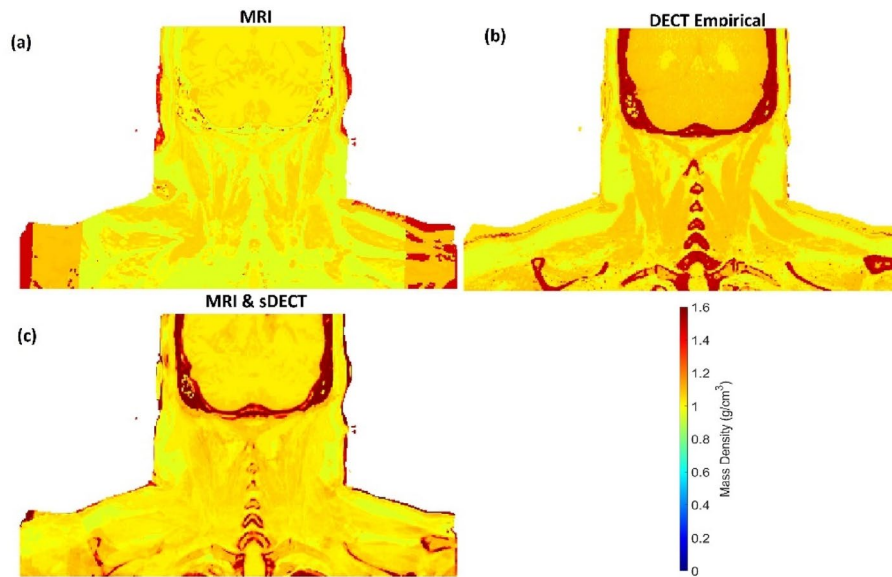 MRI
DECT Empirical
(a)
(b)
MRI & sDECT
(c)
1.6
1.4
1.2
1
0.8
0.6
0.4
0.2
0
Mass Density (g/cm³)